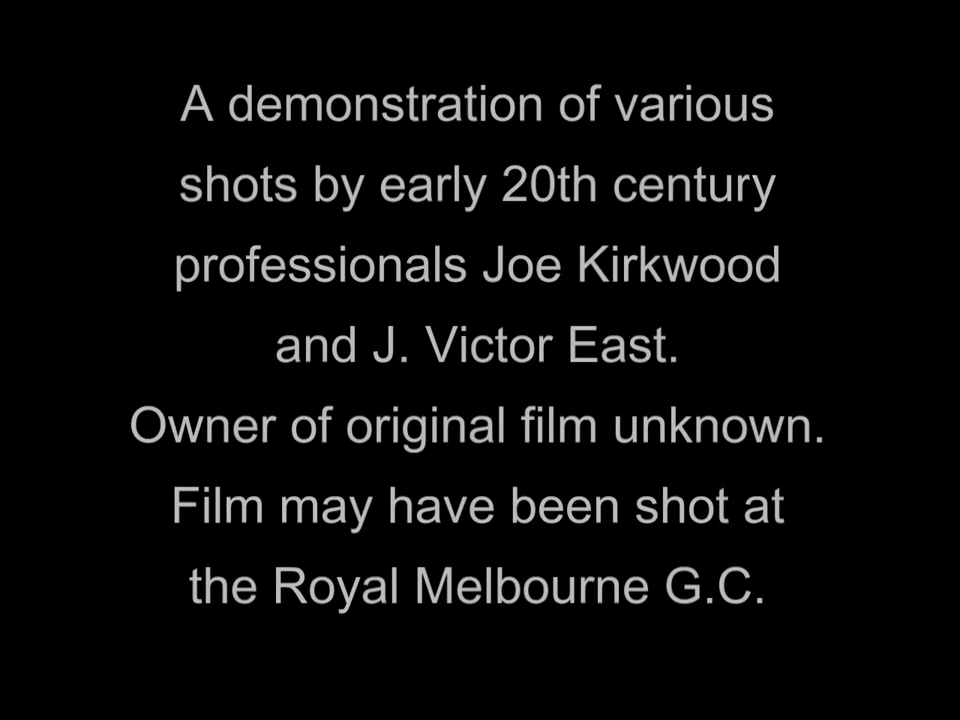 A demonstration of various
shots by early 20th century
professionals Joe Kirkwood
and J. Victor East.
Owner of original film unknown.
Film may have been shot at
the Royal Melbourne G.C.